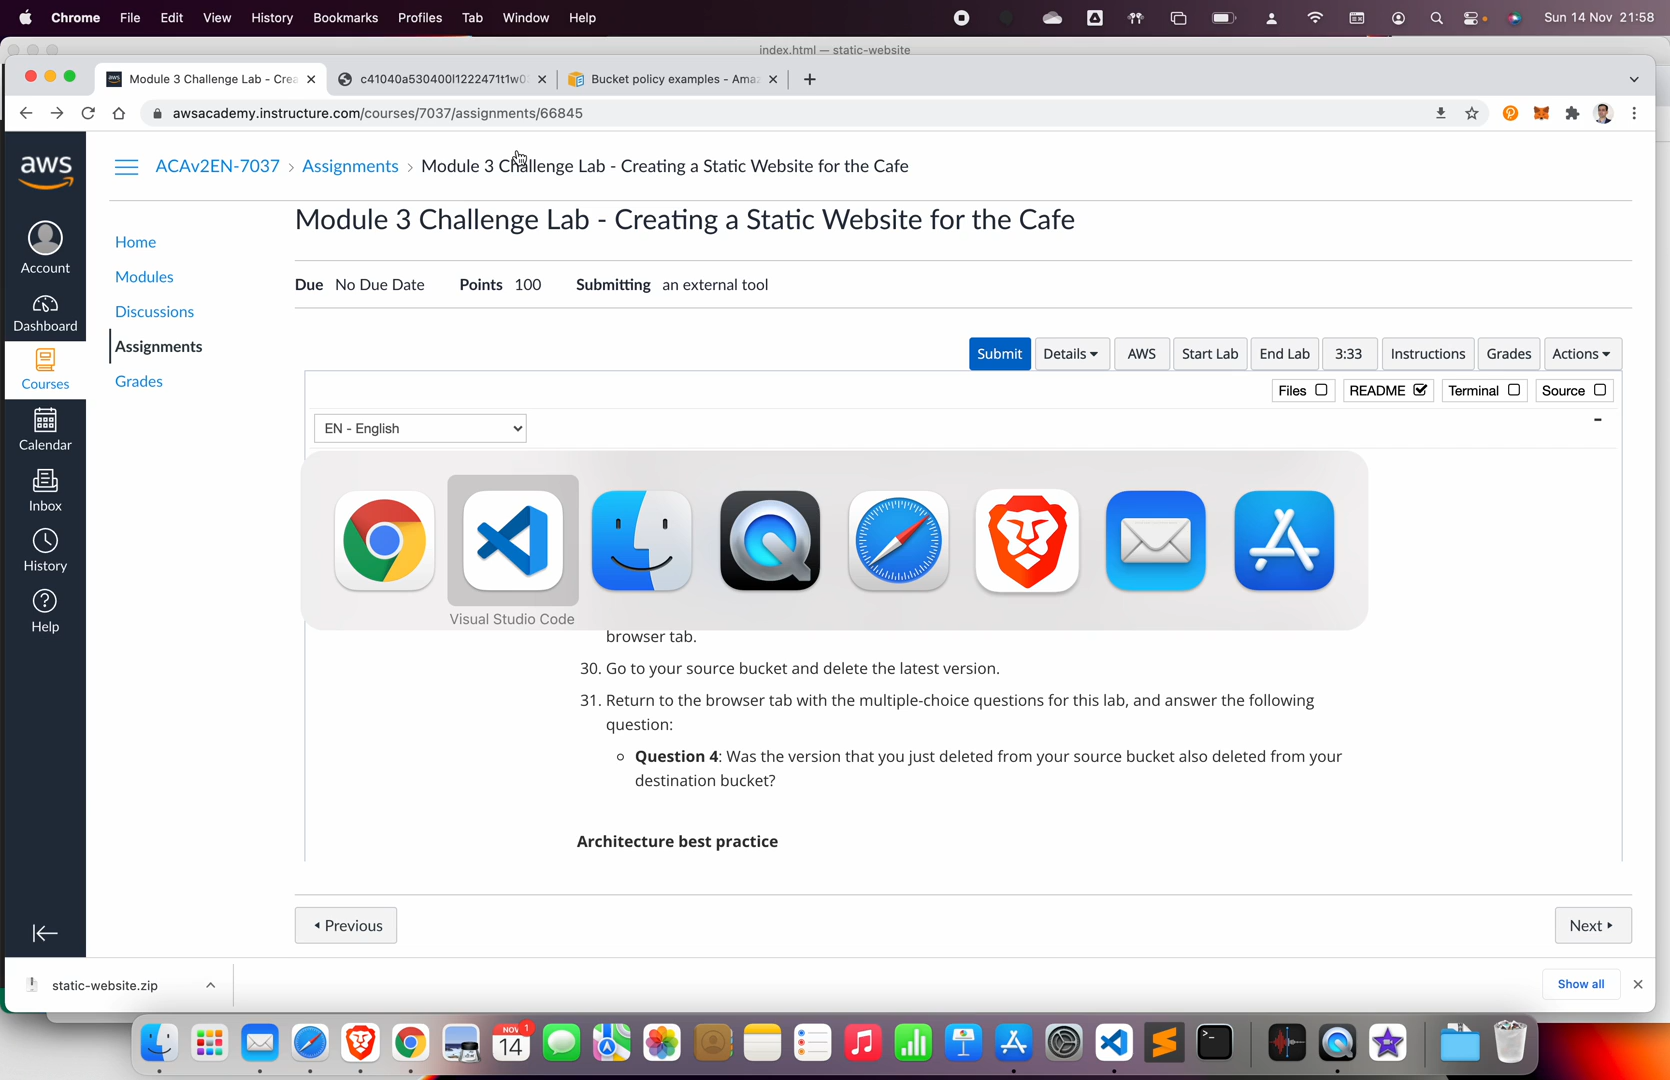 Chrome File Edit View History Bookmarks Profiles Tab Window Help Sun 14 Nov 21:58
index.html — static-website
Module 3 Challenge Lab - Crea
c41040a530400l1222471t1w0
Bucket policy examples - Amaz
awsacademy.instructure.com/courses/7037/assignments/66845
aws
ACAv2EN-7037 > Assignments > Module 3 Challenge Lab - Creating a Static Website for the Cafe
Account
Dashboard
Courses
Calendar
Inbox
History
Help
Home
Modules
Discussions
Assignments
Grades
Module 3 Challenge Lab - Creating a Static Website for the Cafe
Due No Due Date Points 100 Submitting an external tool
Submit Details AWS Start Lab End Lab 3:33 Instructions Grades Actions
Files README Terminal Source
EN - English
Visual Studio Code
browser tab.
30. Go to your source bucket and delete the latest version.
31. Return to the browser tab with the multiple-choice questions for this lab, and answer the following
question:
Question 4: Was the version that you just deleted from your source bucket also deleted from your
destination bucket?
Architecture best practice
Previous
Next
static-website.zip
Show all
NOV
1
14